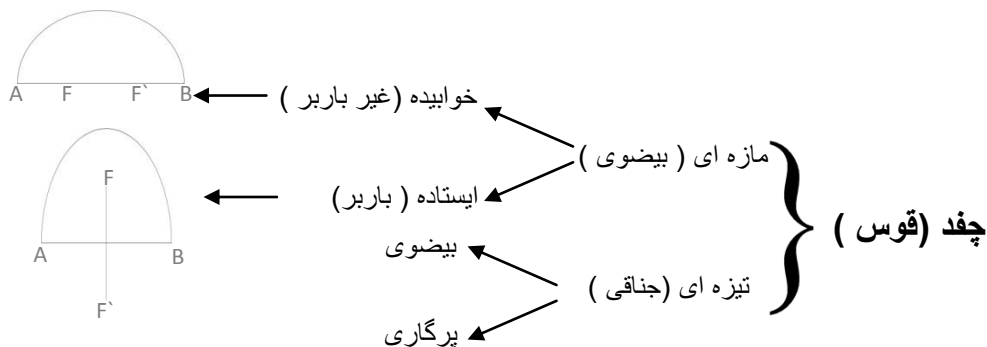 چفد (قوس )
مازه ای ( بیضوی )
خوابیده (غیر باربر )
A F F` B
ایستاده ( باربر)
F
A B
F`
تیزه ای (جناقی )
بیضوی
پرگاری